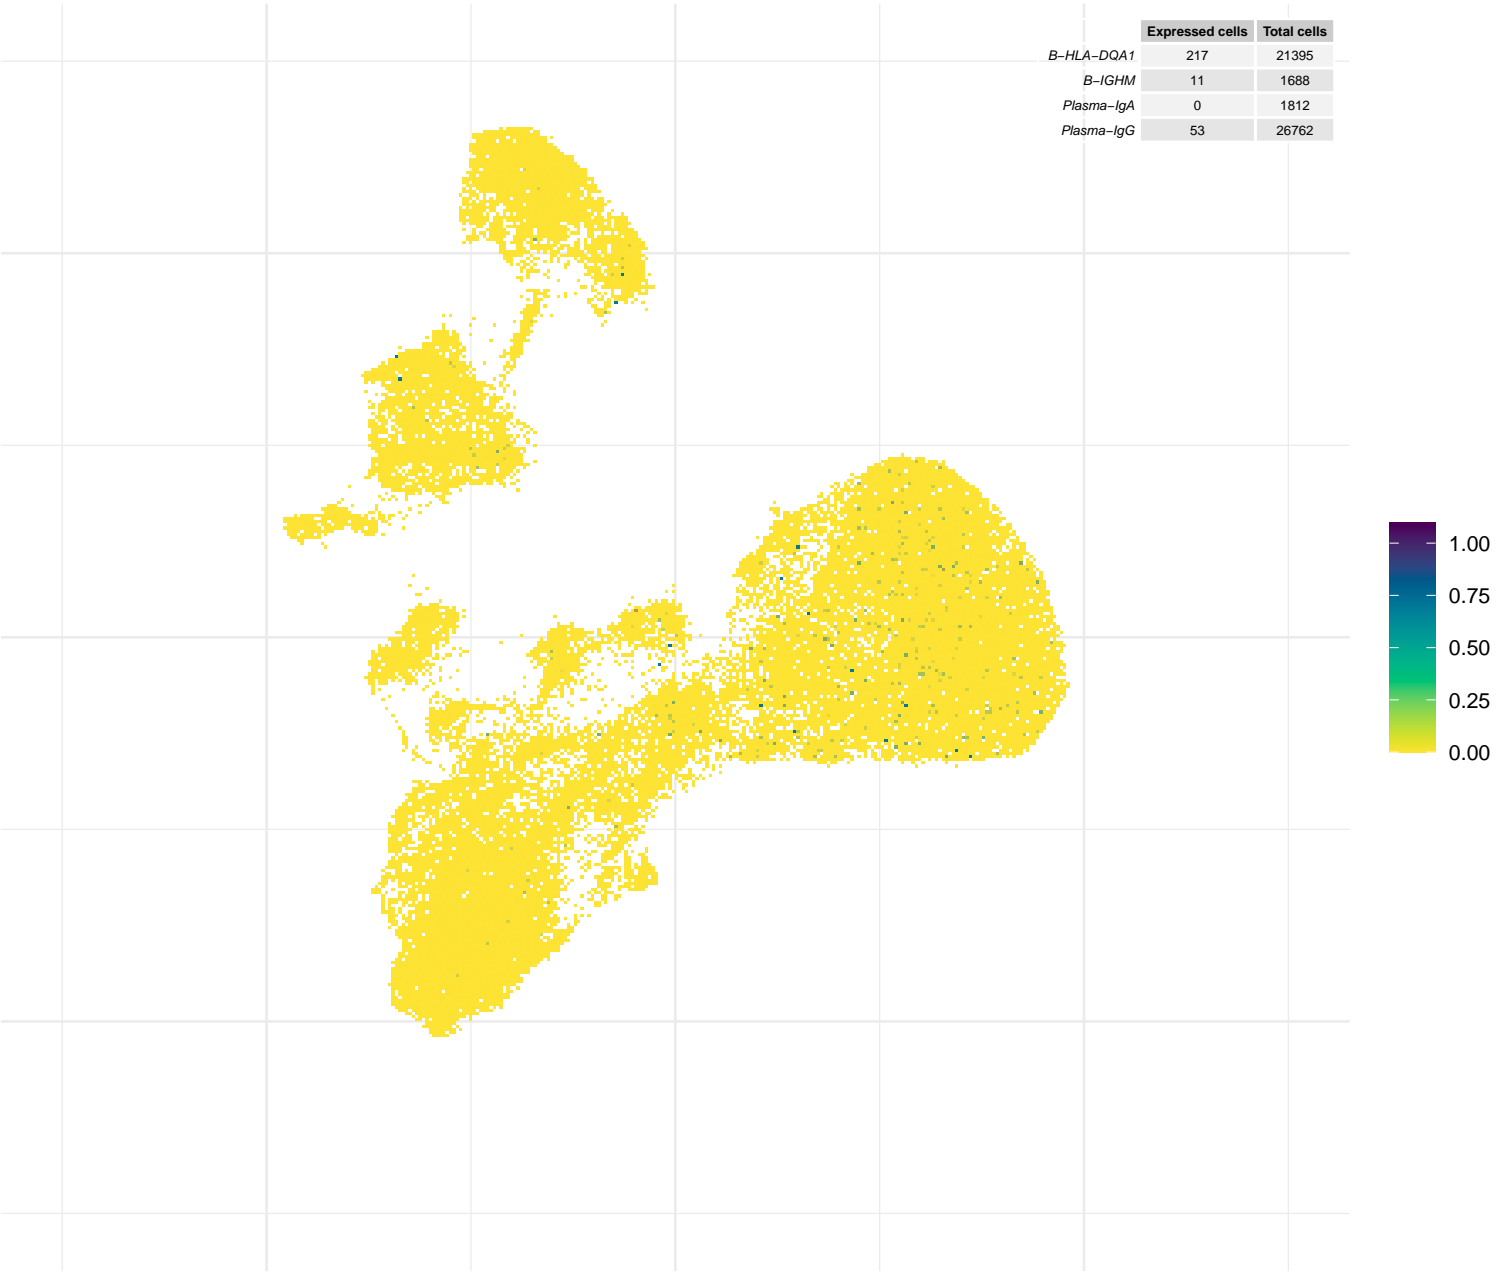 Expressed cells Total cells
B−HLA−DQA1 217 21395
B−IGHM 11 1688
Plasma−IgA 0 1812
Plasma−IgG 53 26762
1.00
0.75
0.50
0.25
0.00